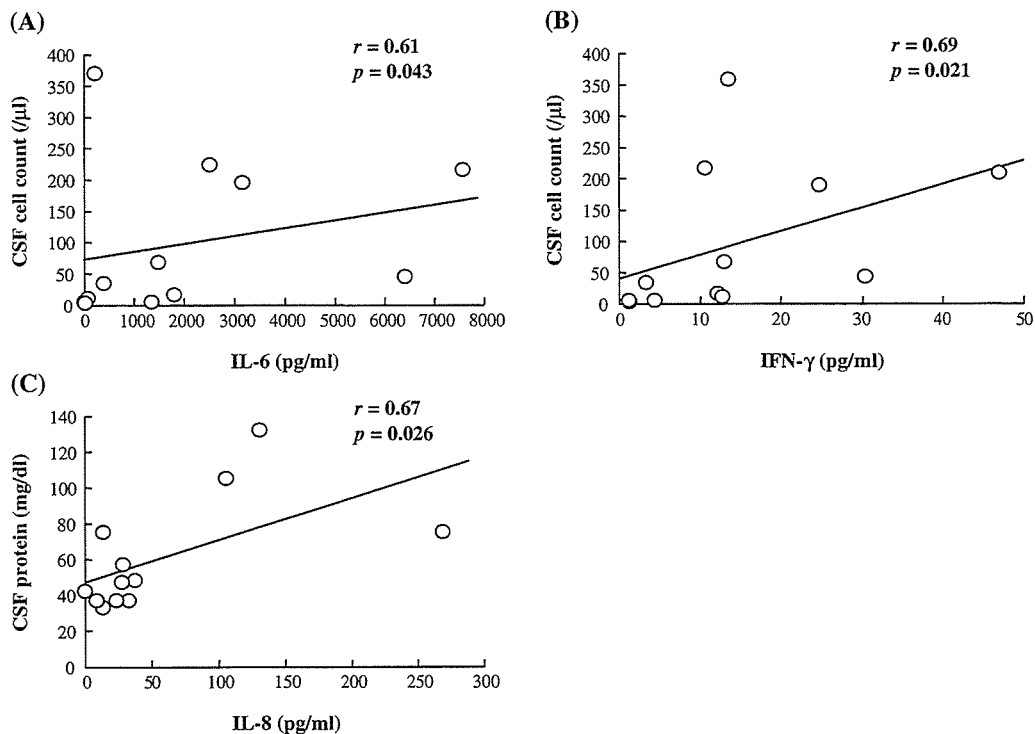 (A)
r = 0.61
p = 0.043
CSF cell count (/μl)
400
350
300
250
200
150
100
50
0
0 1000 2000 3000 4000 5000 6000 7000 8000
IL-6 (pg/ml)
(B)
r = 0.69
p = 0.021
CSF cell count (/μl)
400
350
300
250
200
150
100
50
0
0 10 20 30 40 50
IFN-γ (pg/ml)
(C)
r = 0.67
p = 0.026
CSF protein (mg/dl)
140
120
100
80
60
40
20
0
0 50 100 150 200 250 300
IL-8 (pg/ml)